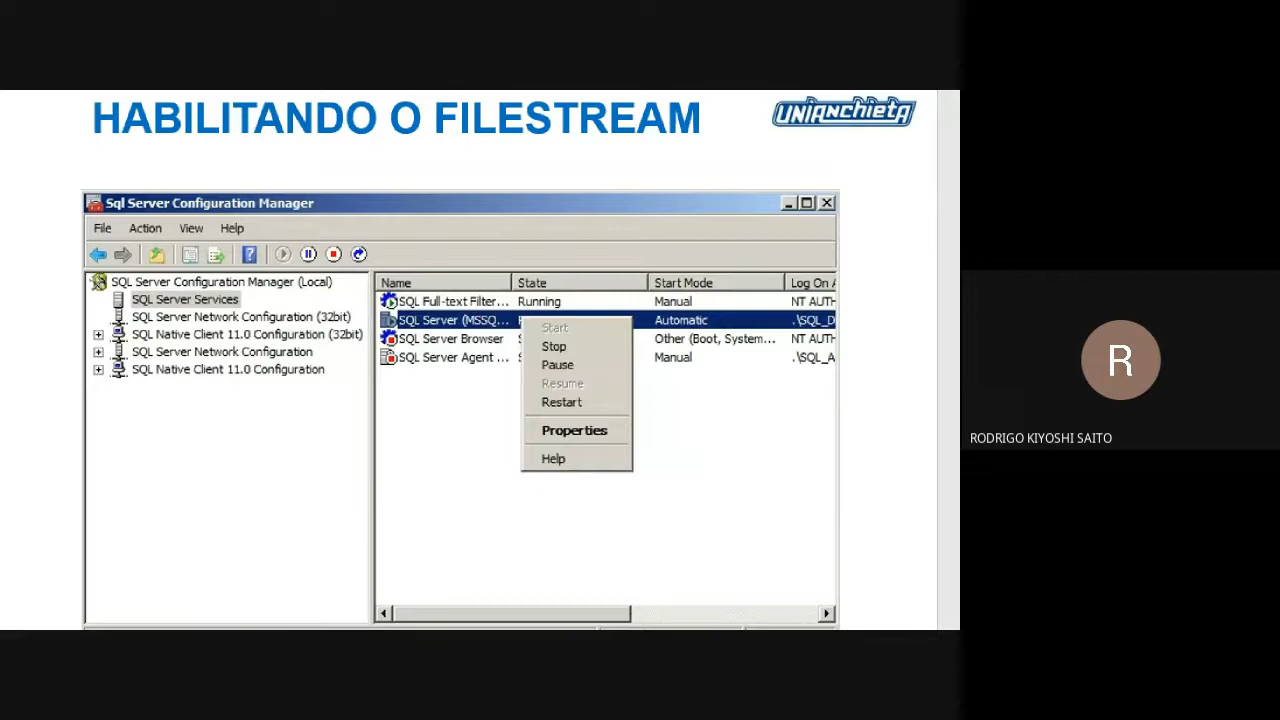 HABILITANDO O FILESTREAM
UNIANCHIETA
Sql Server Configuration Manager
File Action View Help
SQL Server Configuration Manager (Local)
SQL Server Services
SQL Server Network Configuration (32bit)
SQL Native Client 11.0 Configuration (32bit)
SQL Server Network Configuration
SQL Native Client 11.0 Configuration
Name State Start Mode Log On A
SQL Full-text Filter... Running Manual NT AUTH
SQL Server (MSSQ... Automatic .\SQL_D
SQL Server Browser Other (Boot, System... NT AUTH
SQL Server Agent ... Manual .\SQL_A
Start
Stop
Pause
Resume
Restart
Properties
Help
R
RODRIGO KIYOSHI SAITO